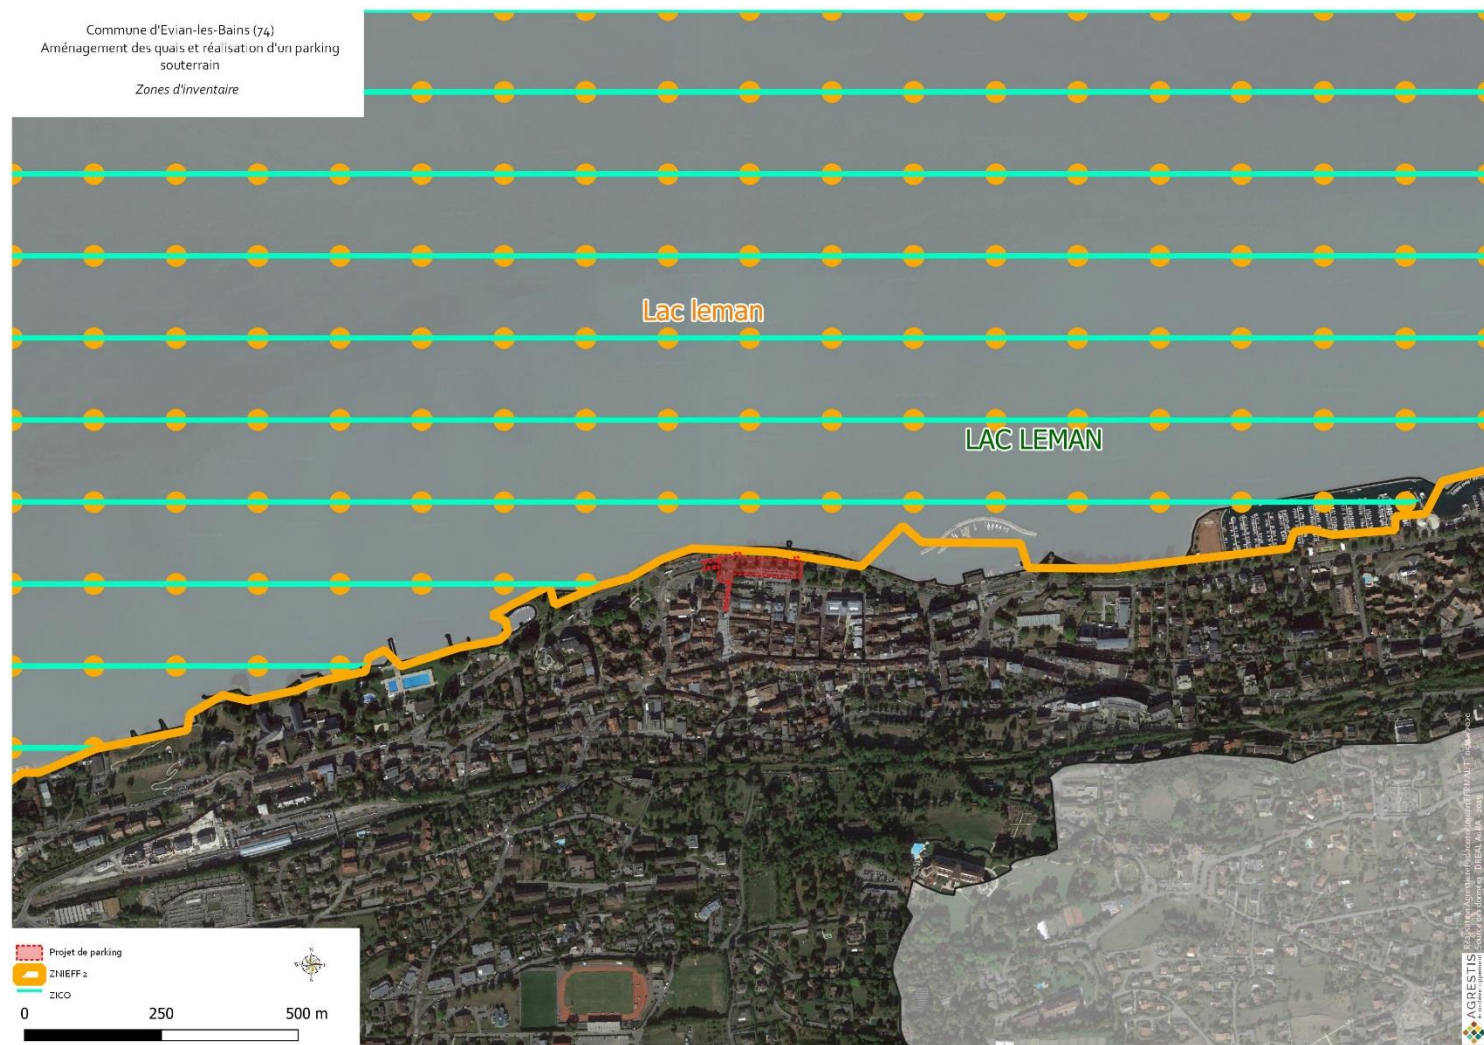 Commune d'Evian-les-Bains (74)
Aménagement des quais et réalisation d'un parking
souterrain
Zones d'inventaire
Lac leman
LAC LEMAN
Projet de parking
ZNIEFF 2
ZICO
0 250 500 m
AGRESTIS